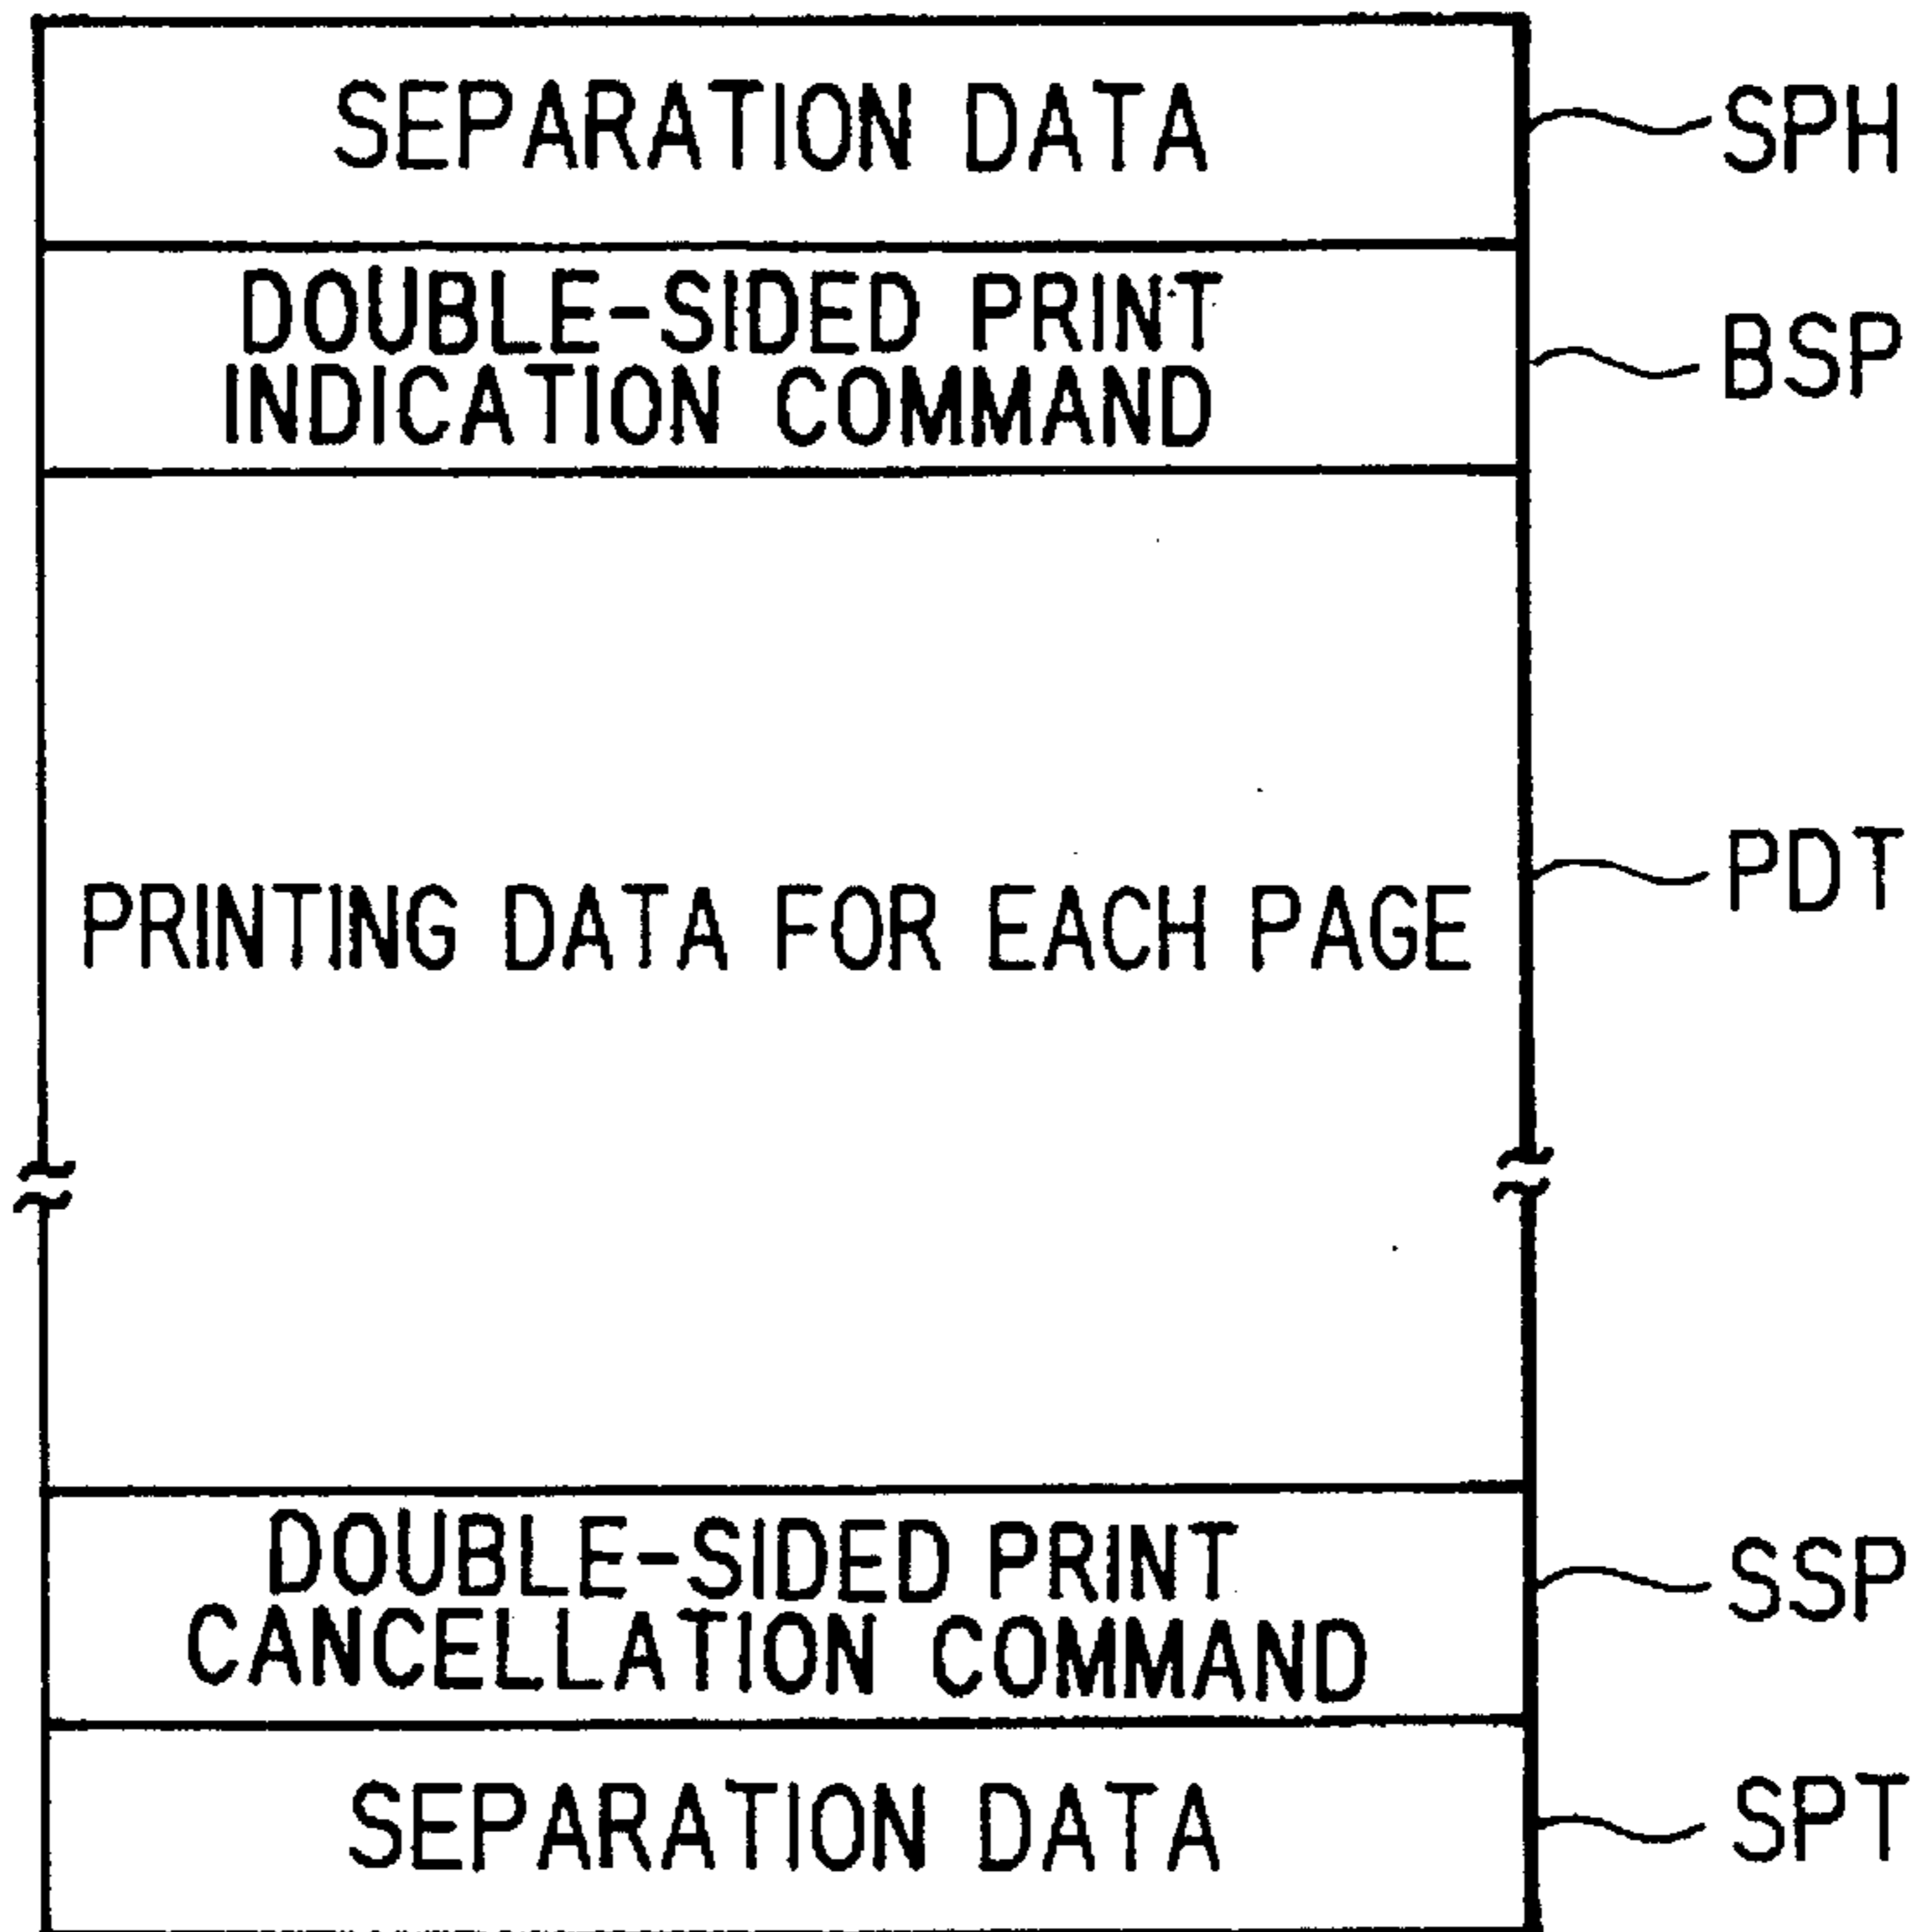 SEPARATION DATA
SPH
DOUBLE-SIDED PRINT
INDICATION COMMAND
BSP
PRINTING DATA FOR EACH PAGE
PDT
DOUBLE-SIDED PRINT
CANCELLATION COMMAND
SSP
SEPARATION DATA
SPT